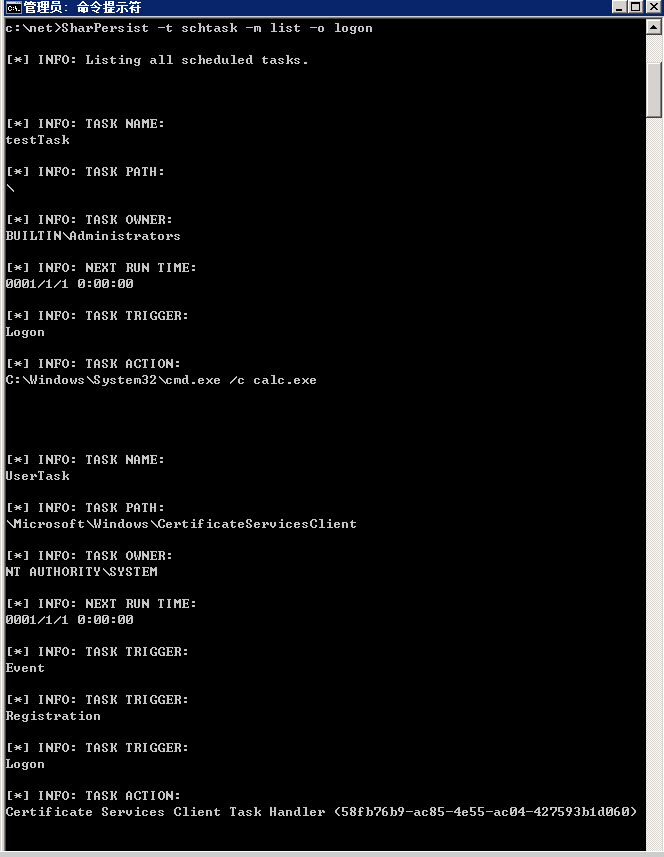 管理员: 命令提示符
c:\net>SharPersist -t schtask -m list -o logon
[*] INFO: Listing all scheduled tasks.
[*] INFO: TASK NAME:
testTask
[*] INFO: TASK PATH:
\
[*] INFO: TASK OWNER:
BUILTIN\Administrators
[*] INFO: NEXT RUN TIME:
0001/1/1 0:00:00
[*] INFO: TASK TRIGGER:
Logon
[*] INFO: TASK ACTION:
C:\Windows\System32\cmd.exe /c calc.exe
[*] INFO: TASK NAME:
UserTask
[*] INFO: TASK PATH:
\Microsoft\Windows\CertificateServicesClient
[*] INFO: TASK OWNER:
NT AUTHORITY\SYSTEM
[*] INFO: NEXT RUN TIME:
0001/1/1 0:00:00
[*] INFO: TASK TRIGGER:
Event
[*] INFO: TASK TRIGGER:
Registration
[*] INFO: TASK TRIGGER:
Logon
[*] INFO: TASK ACTION:
Certificate Services Client Task Handler (58fb76b9-ac85-4e55-ac04-427593b1d060)